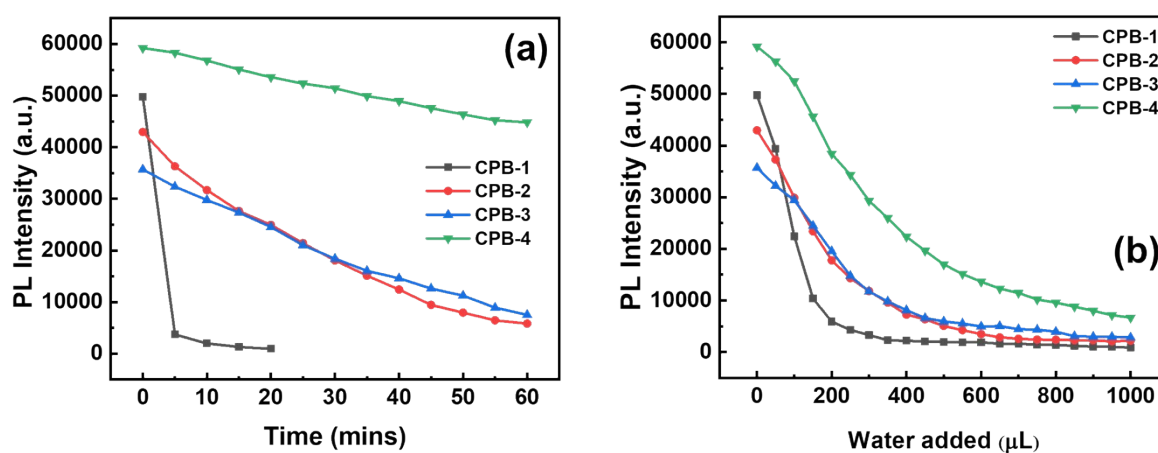 (a)
PL Intensity (a.u.)
60000
50000
40000
30000
20000
10000
0
CPB-1
CPB-2
CPB-3
CPB-4
0 10 20 30 40 50 60
Time (mins)
(b)
PL Intensity (a.u.)
60000
50000
40000
30000
20000
10000
0
CPB-1
CPB-2
CPB-3
CPB-4
0 200 400 600 800 1000
Water added (μL)